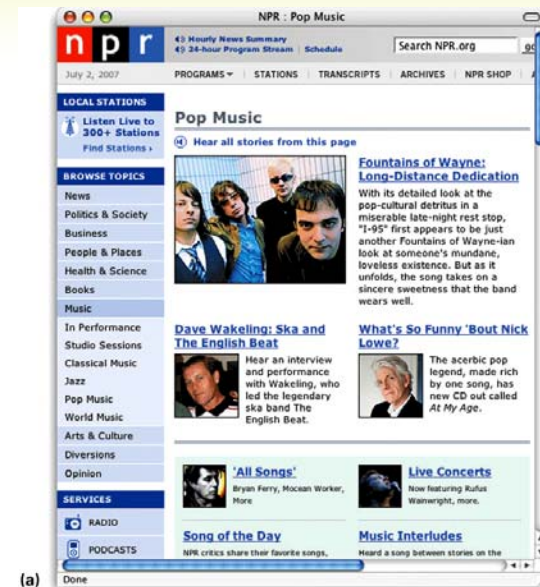 NPR : Pop Music
n p r
Hourly News Summary
24-hour Program Stream | Schedule
Search NPR.org
July 2, 2007
PROGRAMS
STATIONS
TRANSCRIPTS
ARCHIVES
NPR SHOP
LOCAL STATIONS
Listen Live to
300+ Stations
Find Stations ›
BROWSE TOPICS
News
Politics & Society
Business
People & Places
Health & Science
Books
Music
In Performance
Studio Sessions
Classical Music
Jazz
Pop Music
World Music
Arts & Culture
Diversions
Opinion
SERVICES
RADIO
PODCASTS
Pop Music
Hear all stories from this page
Fountains of Wayne:
Long-Distance Dedication
With its detailed look at the
pop-cultural detritus in a
miserable late-night rest stop,
"I-95" first appears to be just
another Fountains of Wayne-ian
look at someone's mundane,
loveless existence. But as it
unfolds, the song takes on a
sincere sweetness that the band
wears well.
Dave Wakeling: Ska and
The English Beat
Hear an interview
and performance
with Wakeling, who
led the legendary
ska band The
English Beat.
What's So Funny 'Bout Nick
Lowe?
The acerbic pop
legend, made rich
by one song, has
new CD out called
At My Age.
'All Songs'
Bryan Ferry, Mocean Worker,
More
Live Concerts
Now featuring Rufus
Wainwright, more.
Song of the Day
NPR critics share their favorite songs,
Music Interludes
Heard a song between stories on the
Done
(a)